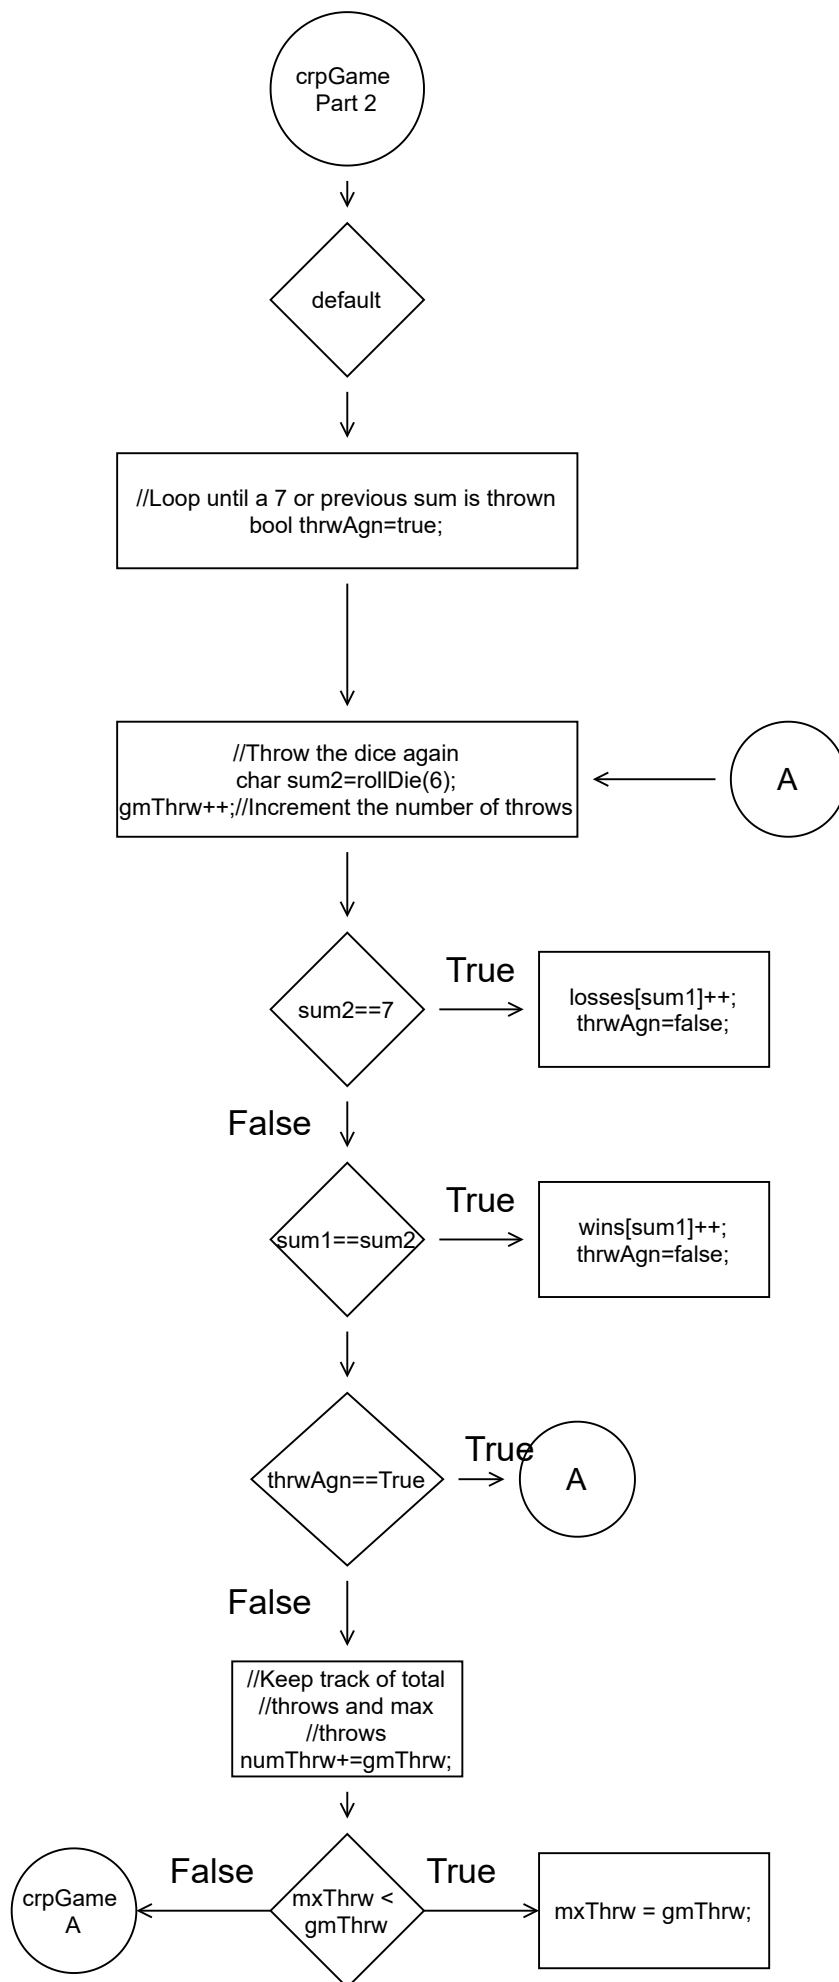 crpGame
Part 2
default
//Loop until a 7 or previous sum is thrown
bool thrwAgn=true;
//Throw the dice again
char sum2=rollDie(6);
gmThrw++;//Increment the number of throws
A
sum2==7
True
losses[sum1]++;
thrwAgn=false;
False
sum1==sum2
True
wins[sum1]++;
thrwAgn=false;
thrwAgn==True
True
A
False
//Keep track of total
//throws and max
//throws
numThrw+=gmThrw;
crpGame
A
False
mxThrw <
gmThrw
True
mxThrw = gmThrw;